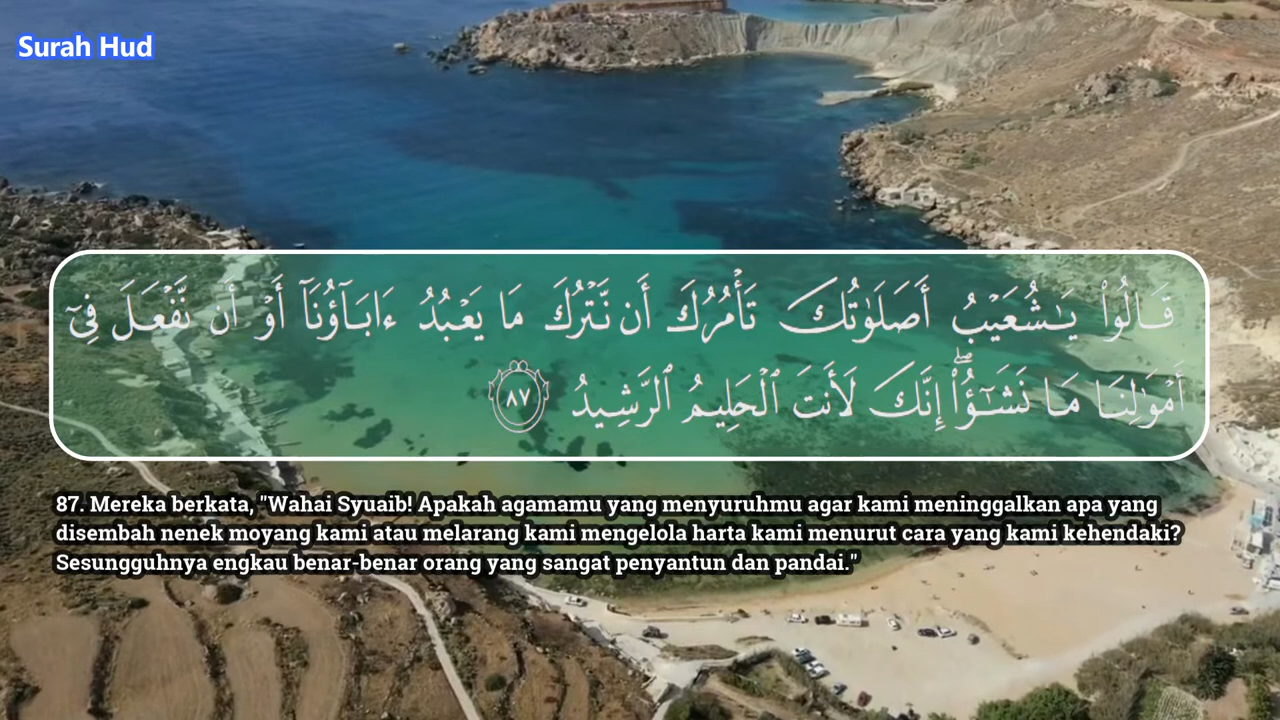 Surah Hud
قَالُوا۟ يَـٰشُعَيْبُ أَصَلَوٰتُكَ تَأْمُرُكَ أَن نَّتْرُكَ مَا يَعْبُدُ ءَابَآؤُنَآ أَوْ أَن نَّفْعَلَ فِىٓ
أَمْوَٰلِنَا مَا نَشَـٰٓؤُا۟ ۖ إِنَّكَ لَأَنتَ ٱلْحَلِيمُ ٱلرَّشِيدُ ٨٧
87. Mereka berkata, "Wahai Syuaib! Apakah agamamu yang menyuruhmu agar kami meninggalkan apa yang
disembah nenek moyang kami atau melarang kami mengelola harta kami menurut cara yang kami kehendaki?
Sesungguhnya engkau benar-benar orang yang sangat penyantun dan pandai."